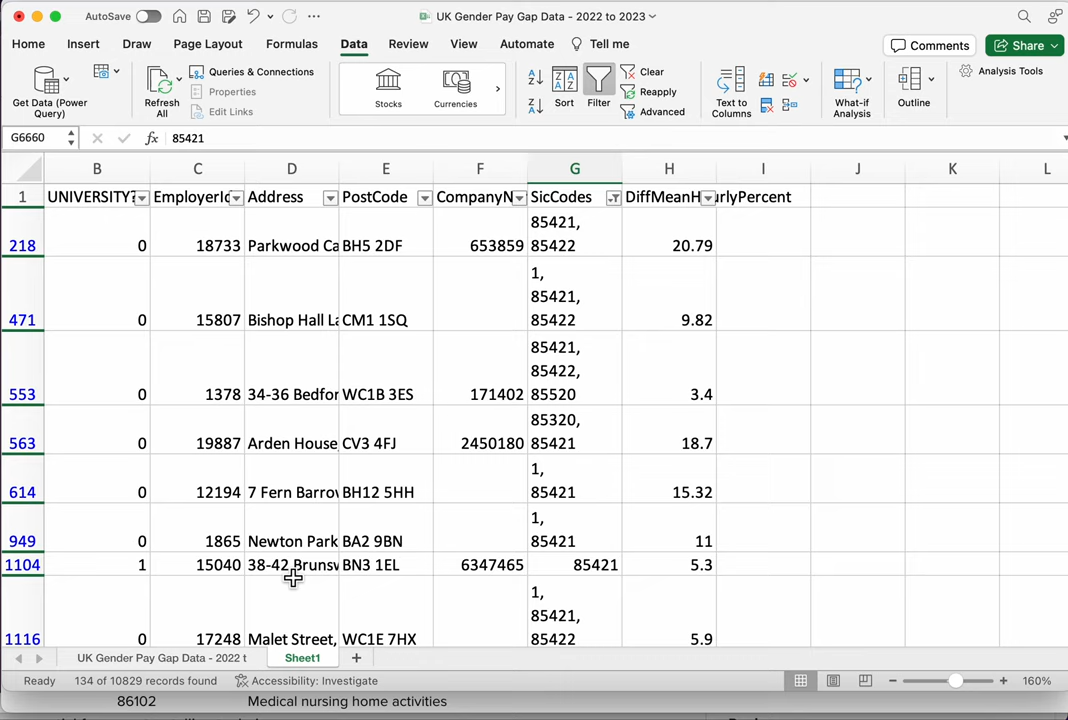 AutoSave UK Gender Pay Gap Data - 2022 to 2023
Home Insert Draw Page Layout Formulas Data Review View Automate Tell me Comments Share
Get Data (Power Query) Refresh All Queries & Connections Properties Edit Links Stocks Currencies Sort Filter Clear Reapply Advanced Text to Columns What-if Analysis Outline Analysis Tools
G6660 fx 85421
B C D E F G H I J K L
1 UNIVERSITY? EmployerId Address PostCode CompanyN SicCodes DiffMeanH urlyPercent
85421,
218 0 18733 Parkwood Ca BH5 2DF 653859 85422 20.79
1,
85421,
471 0 15807 Bishop Hall La CM1 1SQ 85422 9.82
85421,
85422,
553 0 1378 34-36 Bedfor WC1B 3ES 171402 85520 3.4
85320,
563 0 19887 Arden House CV3 4FJ 2450180 85421 18.7
1,
614 0 12194 7 Fern Barrow BH12 5HH 85421 15.32
1,
949 0 1865 Newton Park BA2 9BN 85421 11
1104 1 15040 38-42 Brunsw BN3 1EL 6347465 85421 5.3
1,
85421,
1116 0 17248 Malet Street, WC1E 7HX 85422 5.9
UK Gender Pay Gap Data - 2022 t Sheet1
Ready 134 of 10829 records found Accessibility: Investigate 160%
86102 Medical nursing home activities